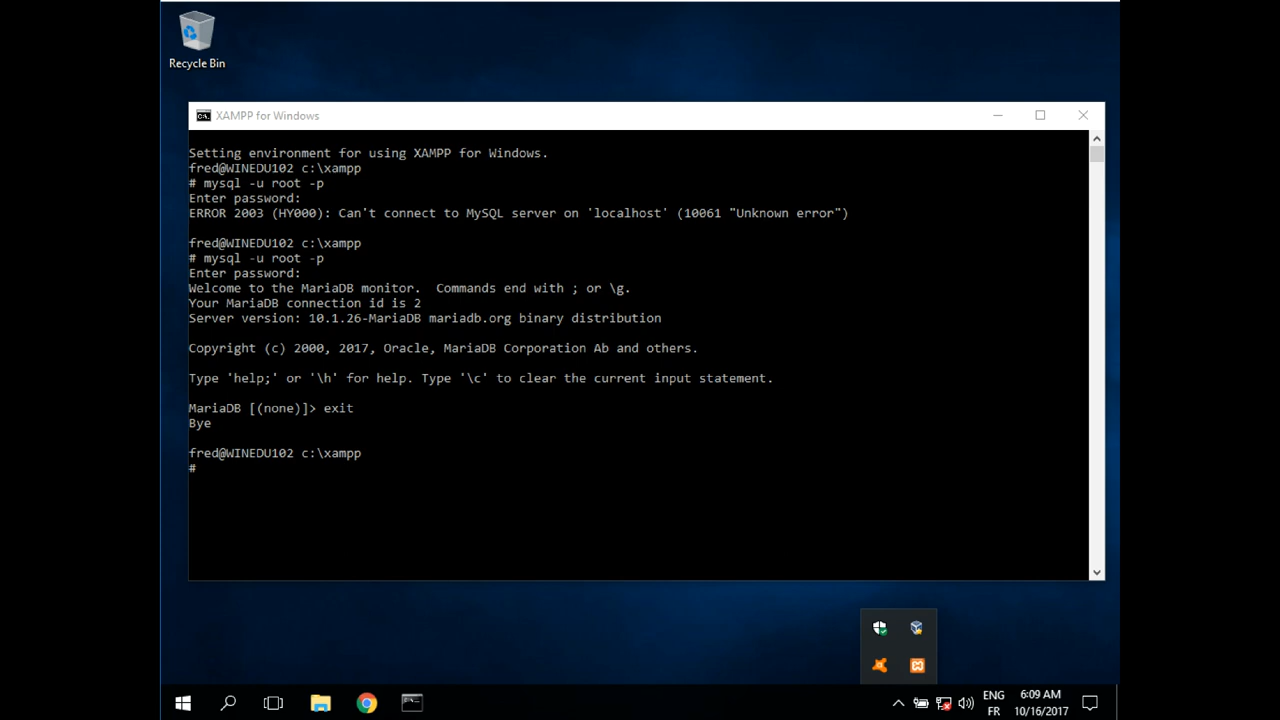 Recycle Bin
XAMPP for Windows
Setting environment for using XAMPP for Windows.
fred@WINEDU102 c:\xampp
# mysql -u root -p
Enter password:
ERROR 2003 (HY000): Can't connect to MySQL server on 'localhost' (10061 "Unknown error")
fred@WINEDU102 c:\xampp
# mysql -u root -p
Enter password:
Welcome to the MariaDB monitor.  Commands end with ; or \g.
Your MariaDB connection id is 2
Server version: 10.1.26-MariaDB mariadb.org binary distribution
Copyright (c) 2000, 2017, Oracle, MariaDB Corporation Ab and others.
Type 'help;' or '\h' for help. Type '\c' to clear the current input statement.
MariaDB [(none)]> exit
Bye
fred@WINEDU102 c:\xampp
#
ENG 6:09 AM
FR 10/16/2017